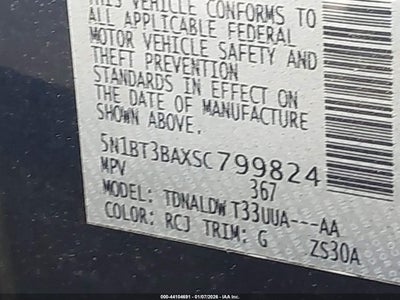 THIS VEHICLE CONFORMS TO
ALL APPLICABLE FEDERAL
MOTOR VEHICLE SAFETY AND
THEFT PREVENTION
STANDARDS IN EFFECT ON
THE DATE OF MANUFACTURE
SHOWN ABOVE.
5N1BT3BAXSC799824
MPV 367
MODEL: TDNALDW T33UUA---AA
COLOR: RCJ TRIM: G ZS30A
000-44104691 - 01/07/2026 - IAA Inc.